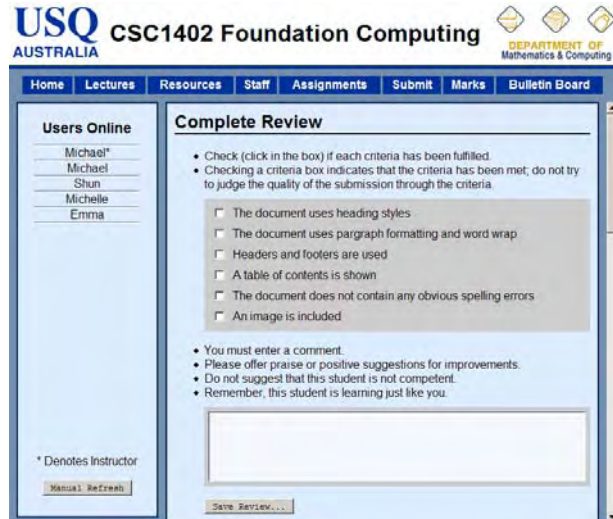 USQ
AUSTRALIA
CSC1402 Foundation Computing
DEPARTMENT OF
Mathematics & Computing
Home Lectures Resources Staff Assignments Submit Marks Bulletin Board
Users Online
Michael*
Michael
Shun
Michelle
Emma
* Denotes Instructor
Manual Refresh
Complete Review
• Check (click in the box) if each criteria has been fulfilled.
• Checking a criteria box indicates that the criteria has been met; do not try
to judge the quality of the submission through the criteria.
The document uses heading styles
The document uses pargraph formatting and word wrap
Headers and footers are used
A table of contents is shown
The document does not contain any obvious spelling errors
An image is included
• You must enter a comment.
• Please offer praise or positive suggestions for improvements.
• Do not suggest that this student is not competent.
• Remember, this student is learning just like you.
Save Review...